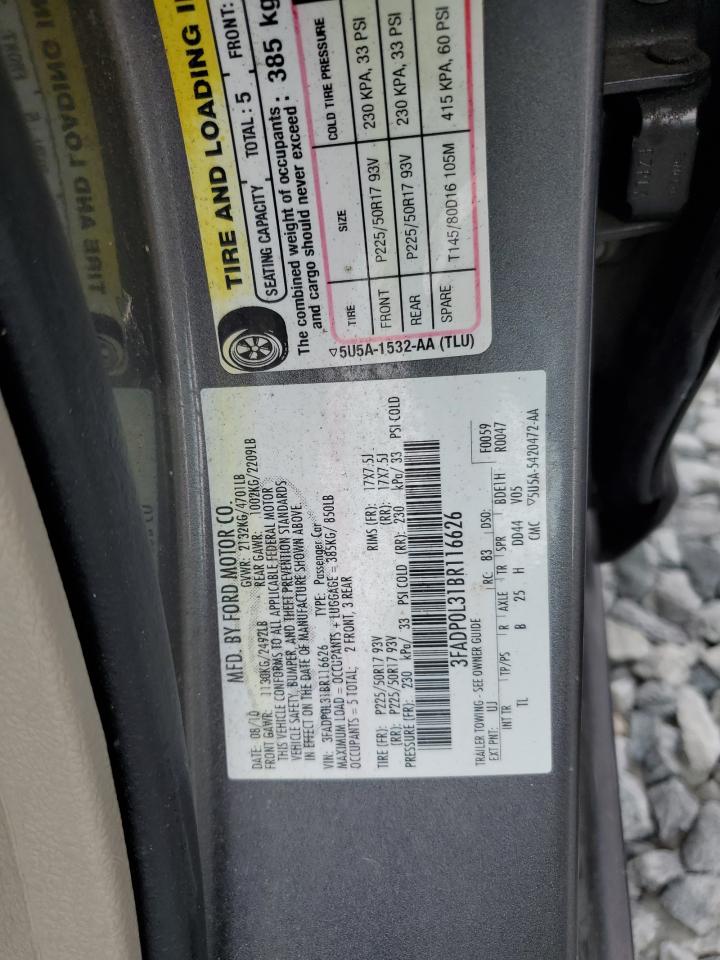 TIRE AND LOADING
SEATING CAPACITY TOTAL : 5 FRONT:
The combined weight of occupants
and cargo should never exceed : 385 kg
TIRE SIZE COLD TIRE PRESSURE
FRONT P225/50R17 93V 230 KPA, 33 PSI
REAR P225/50R17 93V 230 KPA, 33 PSI
SPARE T145/80D16 105M 415 KPA, 60 PSI
▽5U5A-1532-AA (TLU)
MFD. BY FORD MOTOR CO.
DATE: 08/10 GVWR: 2132KG/4701LB
FRONT GAWR: 1130KG/2492LB REAR GAWR: 1002KG/2209LB
THIS VEHICLE CONFORMS TO ALL APPLICABLE FEDERAL MOTOR
VEHICLE SAFETY, BUMPER, AND THEFT PREVENTION STANDARDS
IN EFFECT ON THE DATE OF MANUFACTURE SHOWN ABOVE.
VIN: 3FADP0L31BR116626 TYPE: Passenger Car
MAXIMUM LOAD = OCCUPANTS + LUGGAGE = 385KG/ 850LB
OCCUPANTS = 5 TOTAL; 2 FRONT, 3 REAR
TIRE (FR): P225/50R17 93V RIMS (FR): 17X7.5J
(RR): P225/50R17 93V (RR): 17X7.5J
PRESSURE (FR): 230 kPa/ 33 PSI COLD (RR): 230 kPa/ 33 PSI COLD
3FADP0L31BR116626
F0059
R0047
TRAILER TOWING - SEE OWNER GUIDE
EXT PNT: UJ RC: 83 DSO:
INT TR TP/PS R AXLE TR SPR BDE1H
TL B 25 H DD44 V05
CMC ▽5U5A-5420472-AA